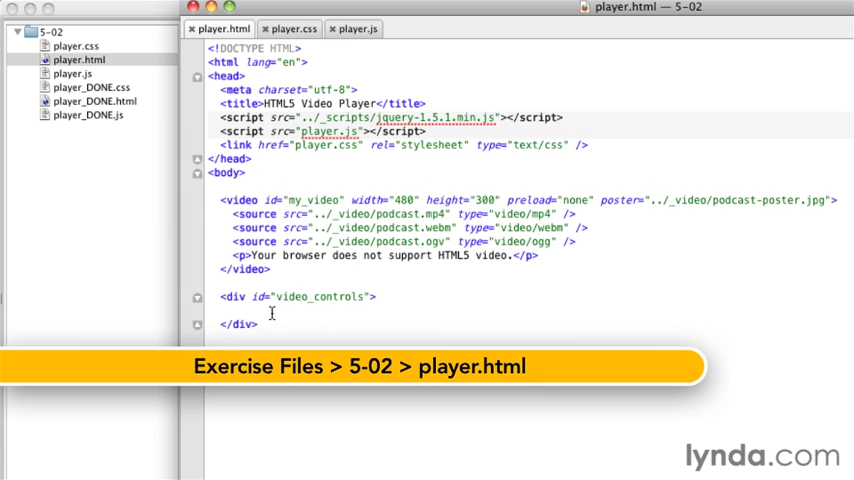 player.html — 5-02
5-02
player.css
player.html
player.js
player_DONE.css
player_DONE.html
player_DONE.js
player.html
player.css
player.js
<!DOCTYPE HTML>
<html lang="en">
<head>
<meta charset="utf-8">
<title>HTML5 Video Player</title>
<script src="../_scripts/jquery-1.5.1.min.js"></script>
<script src="player.js"></script>
<link href="player.css" rel="stylesheet" type="text/css" />
</head>
<body>
<video id="my_video" width="480" height="300" preload="none" poster="../_video/podcast-poster.jpg">
<source src="../_video/podcast.mp4" type="video/mp4" />
<source src="../_video/podcast.webm" type="video/webm" />
<source src="../_video/podcast.ogv" type="video/ogg" />
<p>Your browser does not support HTML5 video.</p>
</video>
<div id="video_controls">
</div>
Exercise Files > 5-02 > player.html
lynda.com